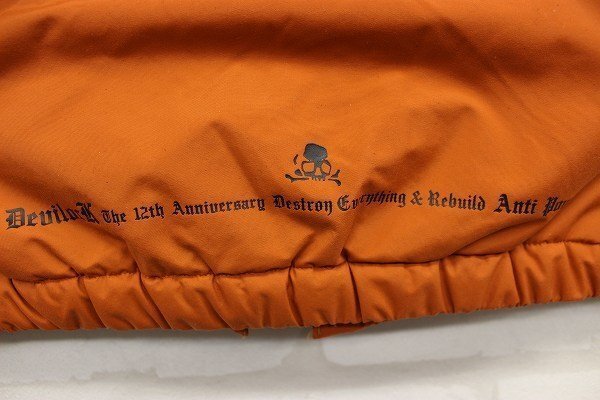 Devilock The 12th Anniversary Destroy Everything & Rebuild Anti